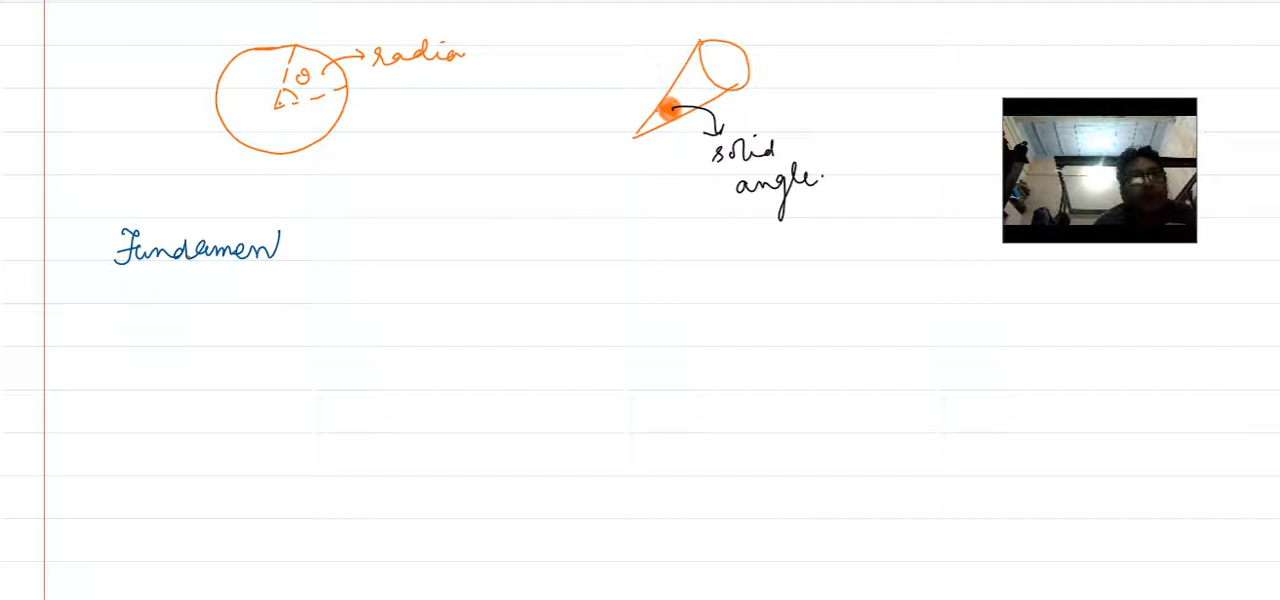 θ
radia
solid
angle.
Fundamen